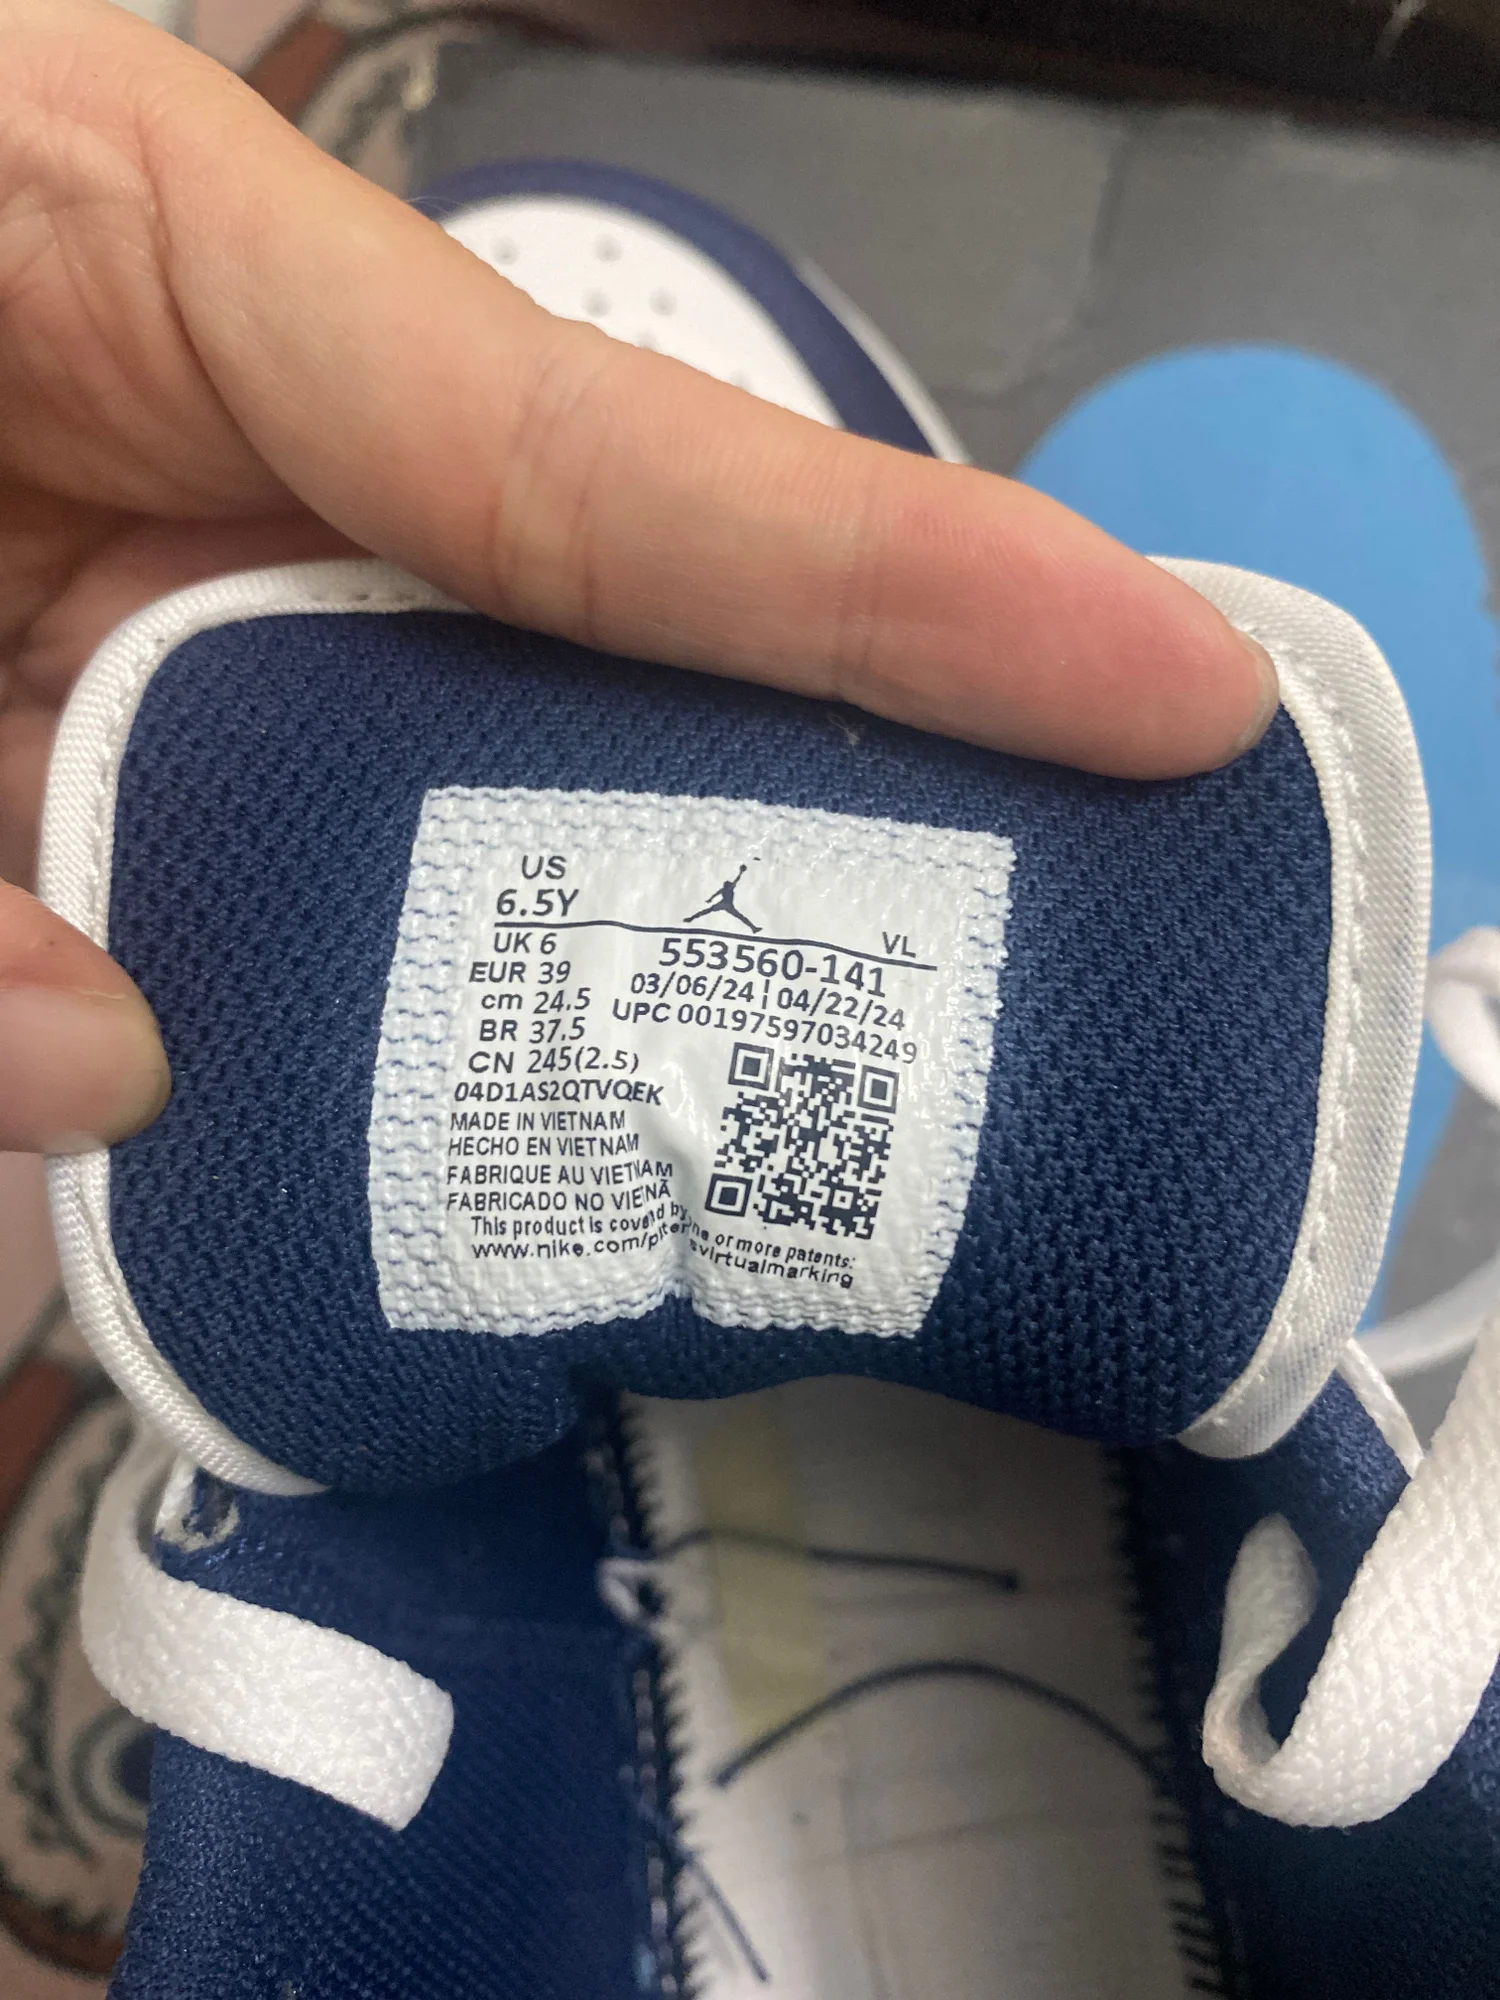 US
6.5Y
VL
UK 6
EUR 39
cm 24.5
BR 37.5
CN 245(2.5)
04D1AS2QTVQEK
553560-141
03/06/24 04/22/24
UPC 00197597034249
MADE IN VIETNAM
HECHO EN VIETNAM
FABRIQUE AU VIETNAM
FABRICADO NO VIETNÃ
This product is covered by one or more patents:
www.nike.com/